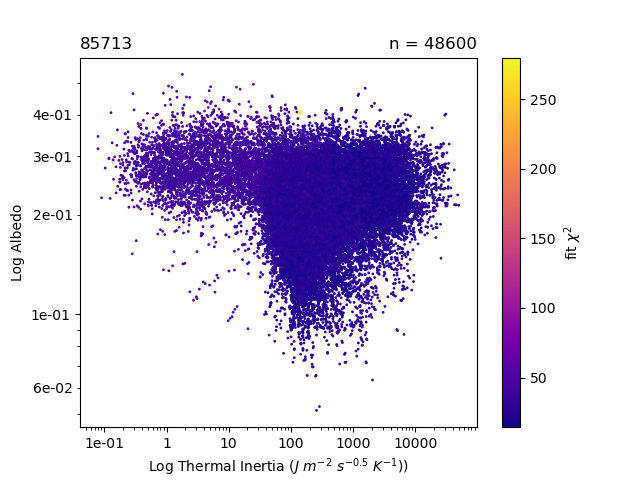 85713
n = 48600
4e-01
3e-01
2e-01
1e-01
6e-02
Log Albedo
1e-01 1 10 100 1000 10000
Log Thermal Inertia (J m⁻² s⁻⁰·⁵ K⁻¹))
250
200
150
100
50
fit χ²